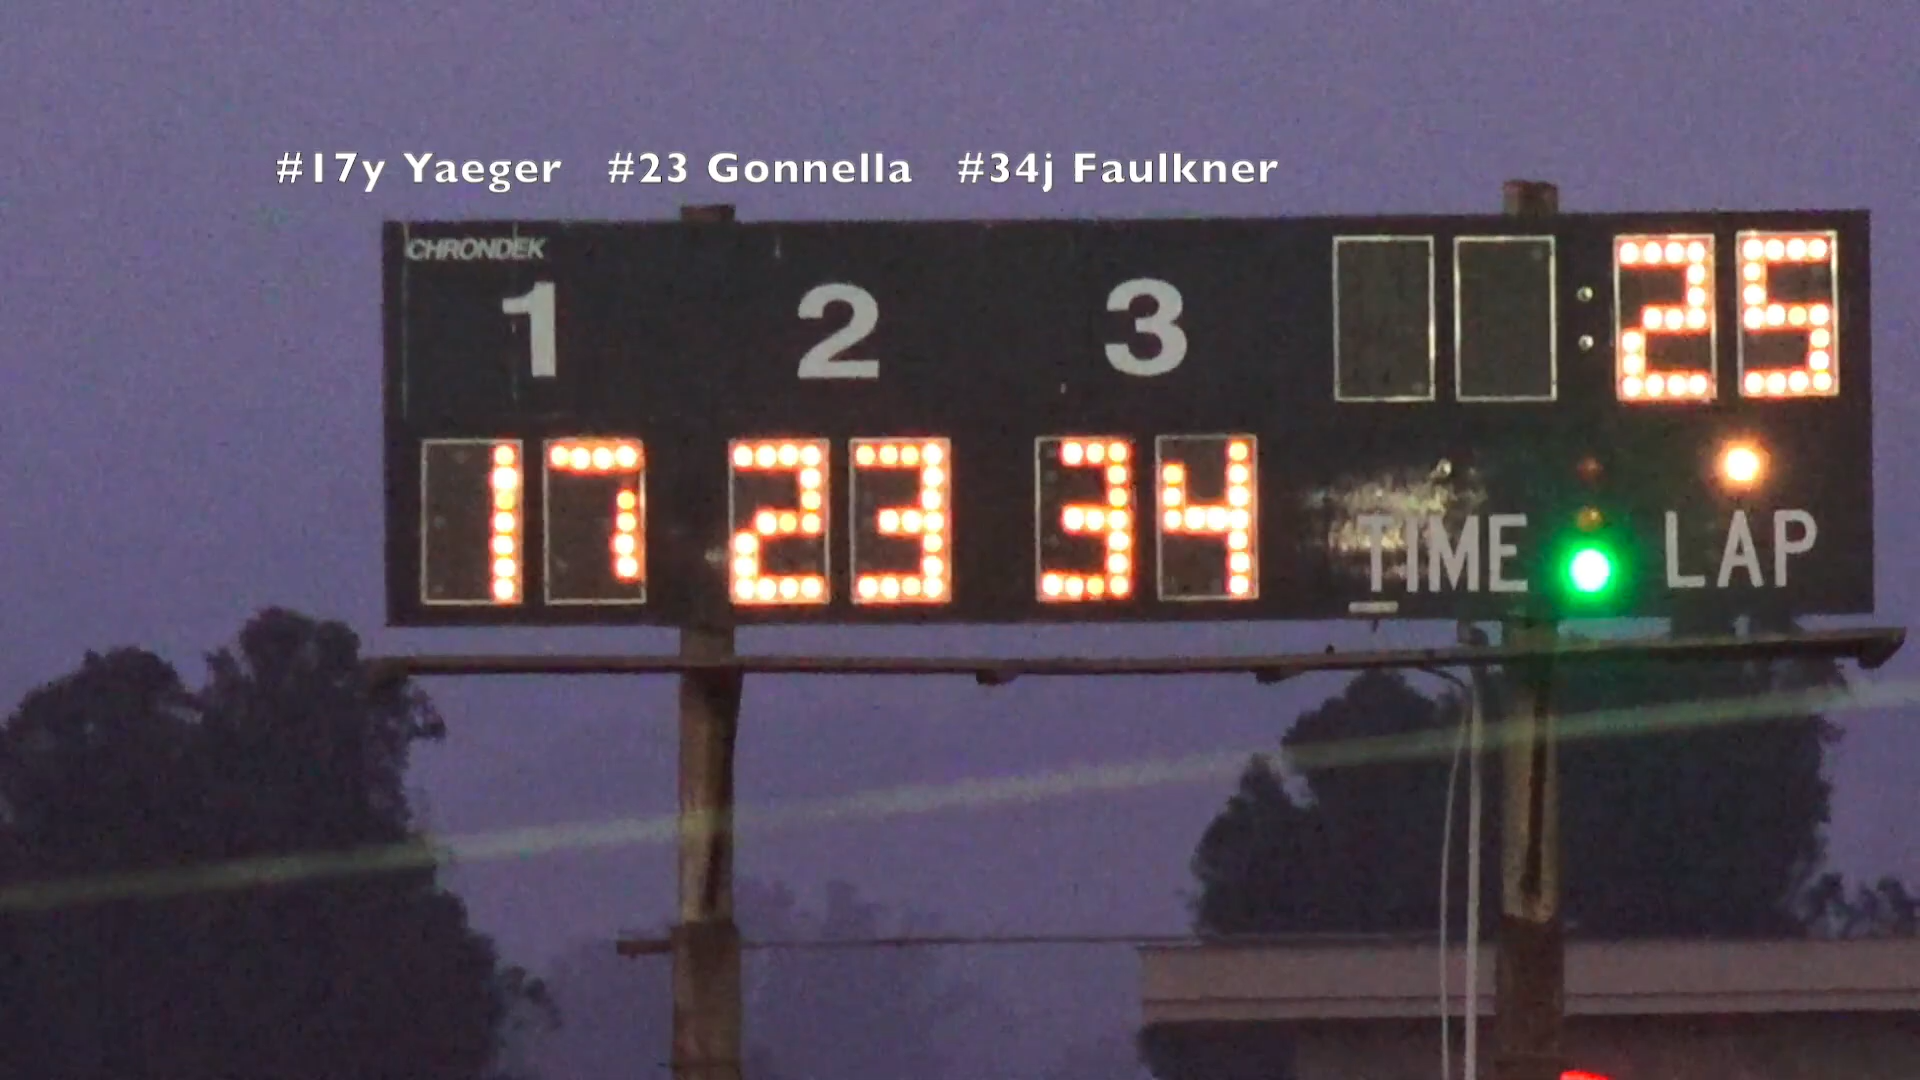 #17y Yaeger #23 Gonnella #34j Faulkner
CHRONDEK
1 2 3 : 25
17 23 34
TIME LAP